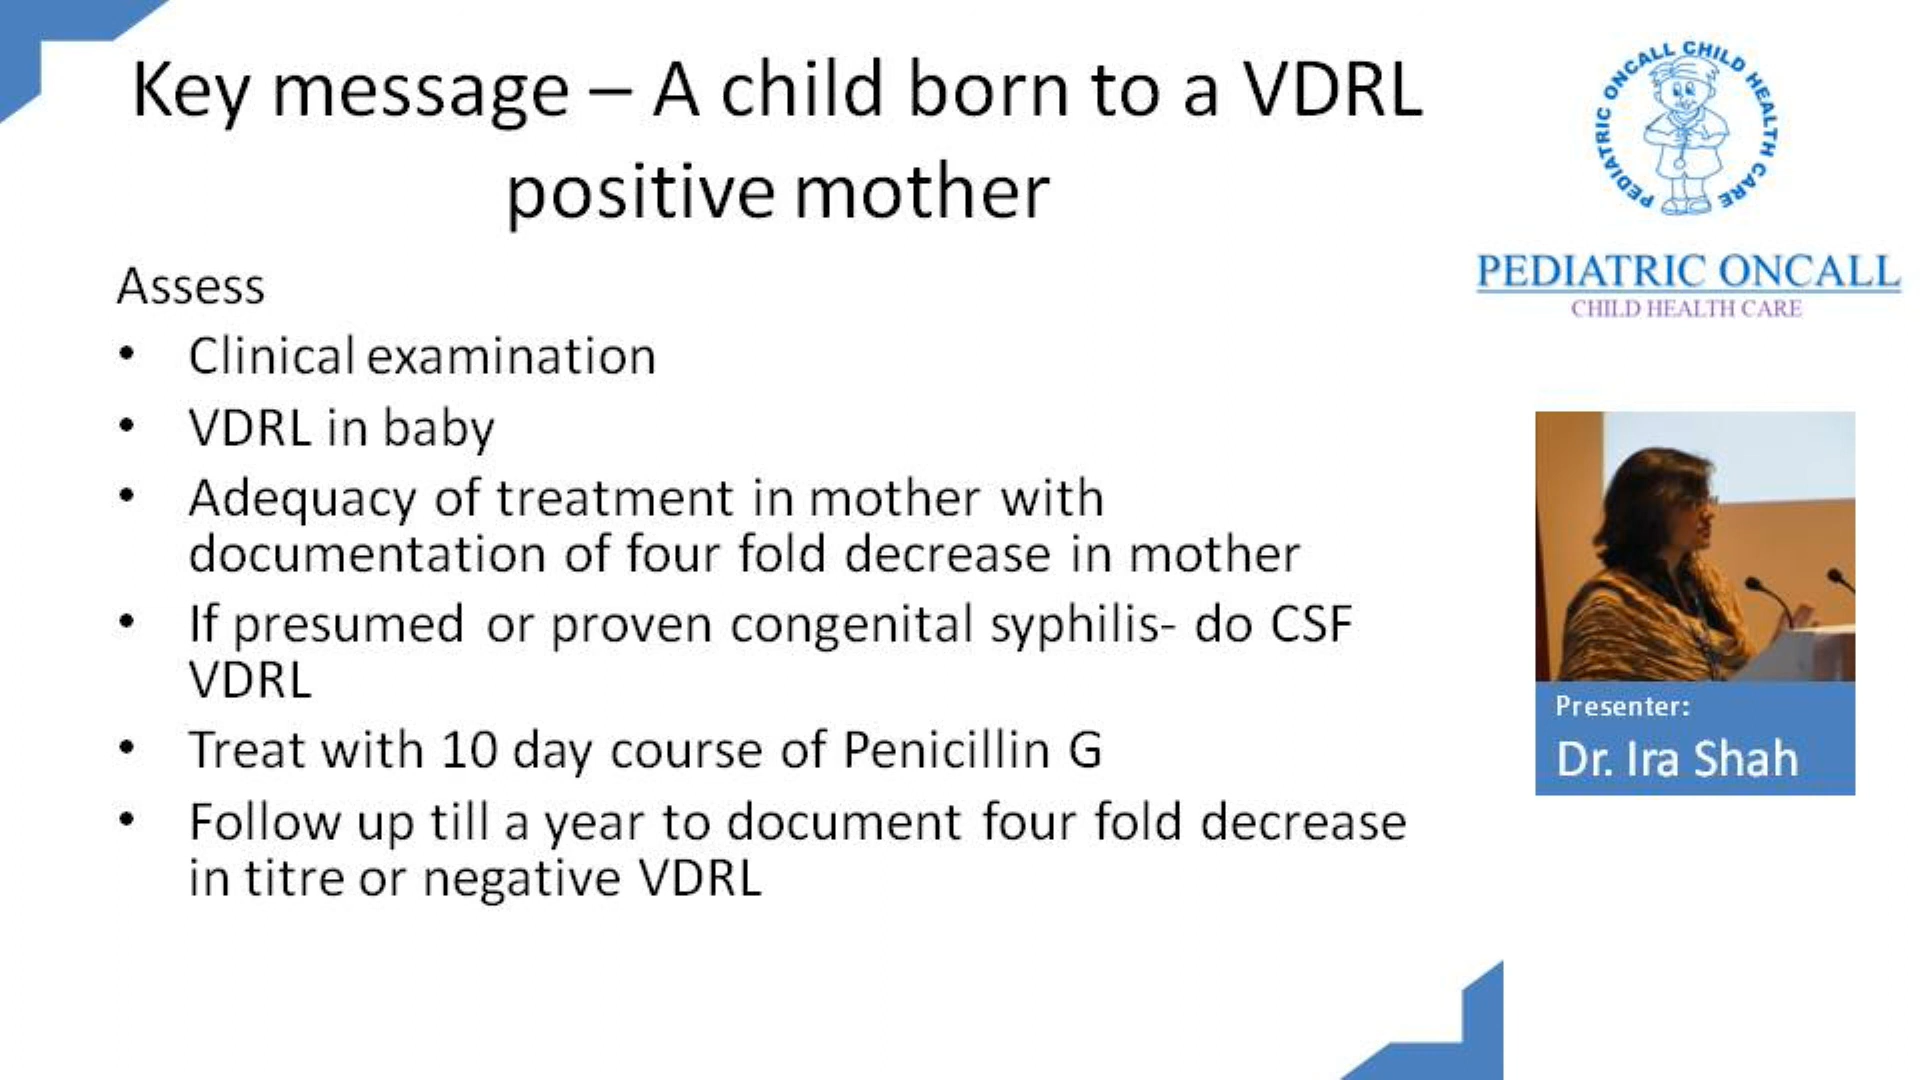 Key message – A child born to a VDRL
positive mother
Assess
• Clinical examination
• VDRL in baby
• Adequacy of treatment in mother with
documentation of four fold decrease in mother
• If presumed or proven congenital syphilis- do CSF
VDRL
• Treat with 10 day course of Penicillin G
• Follow up till a year to document four fold decrease
in titre or negative VDRL
PEDIATRIC ONCALL CHILD HEALTH CARE
PEDIATRIC ONCALL
CHILD HEALTH CARE
Presenter:
Dr. Ira Shah